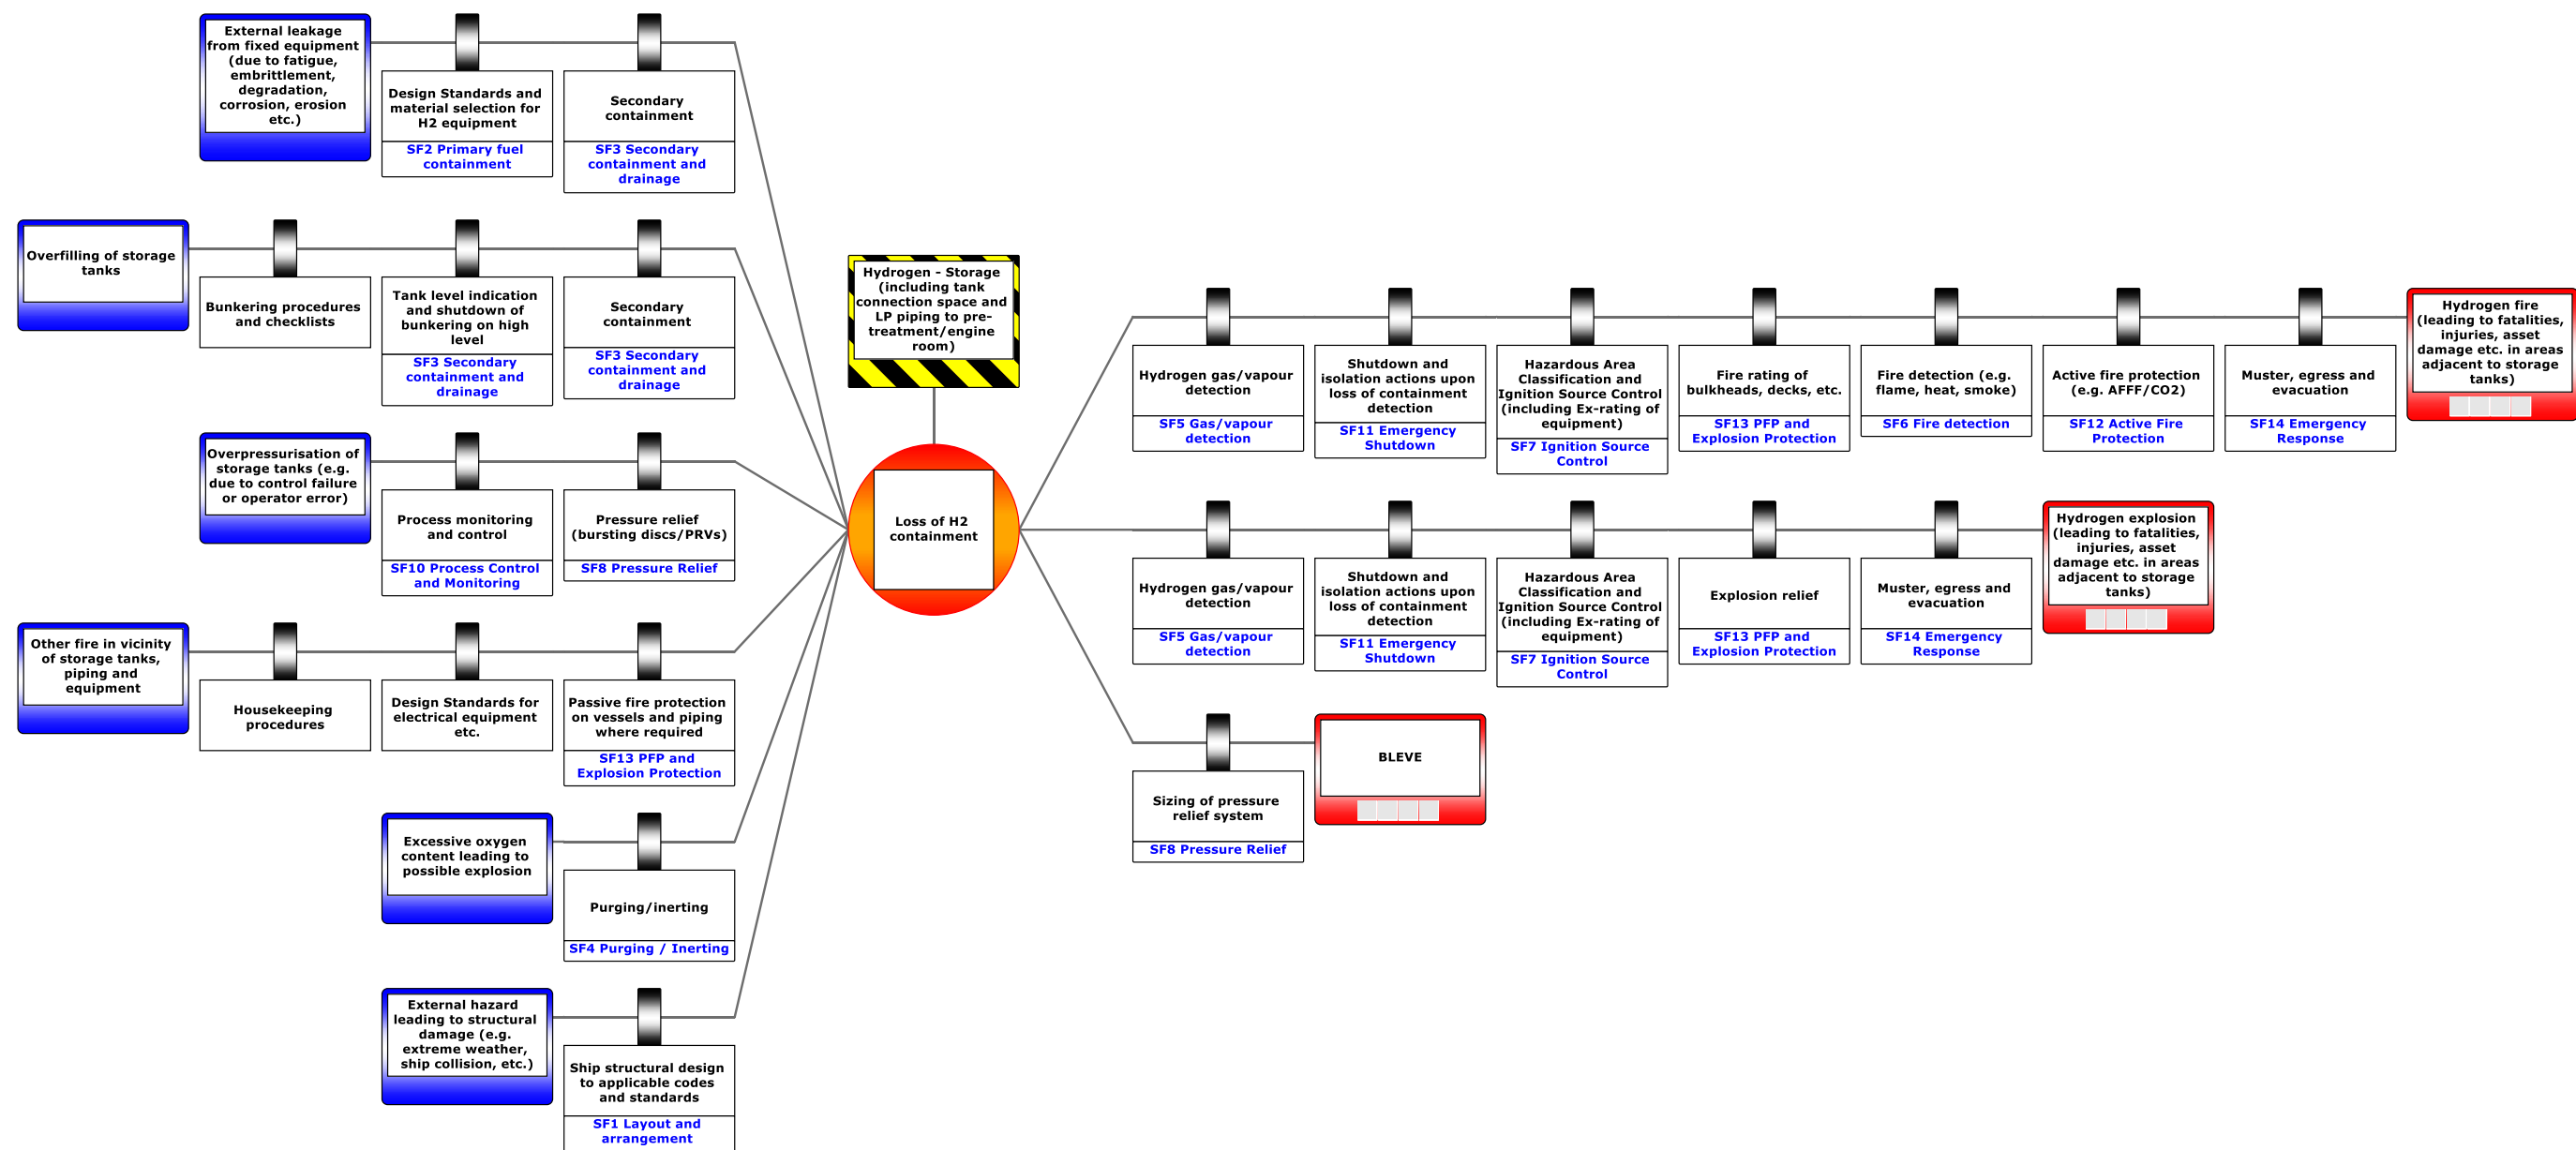 External leakage
from fixed equipment
(due to fatigue,
embrittlement,
degradation,
corrosion, erosion
etc.)
Design Standards and
material selection for
H2 equipment
SF2 Primary fuel
containment
Secondary
containment
SF3 Secondary
containment and
drainage
Overfilling of storage
tanks
Bunkering procedures
and checklists
Tank level indication
and shutdown of
bunkering on high
level
SF3 Secondary
containment and
drainage
Secondary
containment
SF3 Secondary
containment and
drainage
Overpressurisation of
storage tanks (e.g.
due to control failure
or operator error)
Process monitoring
and control
SF10 Process Control
and Monitoring
Pressure relief
(bursting discs/PRVs)
SF8 Pressure Relief
Other fire in vicinity
of storage tanks,
piping and
equipment
Housekeeping
procedures
Design Standards for
electrical equipment
etc.
Passive fire protection
on vessels and piping
where required
SF13 PFP and
Explosion Protection
Excessive oxygen
content leading to
possible explosion
Purging/inerting
SF4 Purging / Inerting
External hazard
leading to structural
damage (e.g.
extreme weather,
ship collision, etc.)
Ship structural design
to applicable codes
and standards
SF1 Layout and
arrangement
Hydrogen - Storage
(including tank
connection space and
LP piping to pre-
treatment/engine
room)
Loss of H2
containment
Hydrogen gas/vapour
detection
SF5 Gas/vapour
detection
Shutdown and
isolation actions upon
loss of containment
detection
SF11 Emergency
Shutdown
Hazardous Area
Classification and
Ignition Source Control
(including Ex-rating of
equipment)
SF7 Ignition Source
Control
Fire rating of
bulkheads, decks, etc.
SF13 PFP and
Explosion Protection
Fire detection (e.g.
flame, heat, smoke)
SF6 Fire detection
Active fire protection
(e.g. AFFF/CO2)
SF12 Active Fire
Protection
Muster, egress and
evacuation
SF14 Emergency
Response
Hydrogen fire
(leading to fatalities,
injuries, asset
damage etc. in areas
adjacent to storage
tanks)
Hydrogen gas/vapour
detection
SF5 Gas/vapour
detection
Shutdown and
isolation actions upon
loss of containment
detection
SF11 Emergency
Shutdown
Hazardous Area
Classification and
Ignition Source Control
(including Ex-rating of
equipment)
SF7 Ignition Source
Control
Explosion relief
SF13 PFP and
Explosion Protection
Muster, egress and
evacuation
SF14 Emergency
Response
Hydrogen explosion
(leading to fatalities,
injuries, asset
damage etc. in areas
adjacent to storage
tanks)
Sizing of pressure
relief system
SF8 Pressure Relief
BLEVE